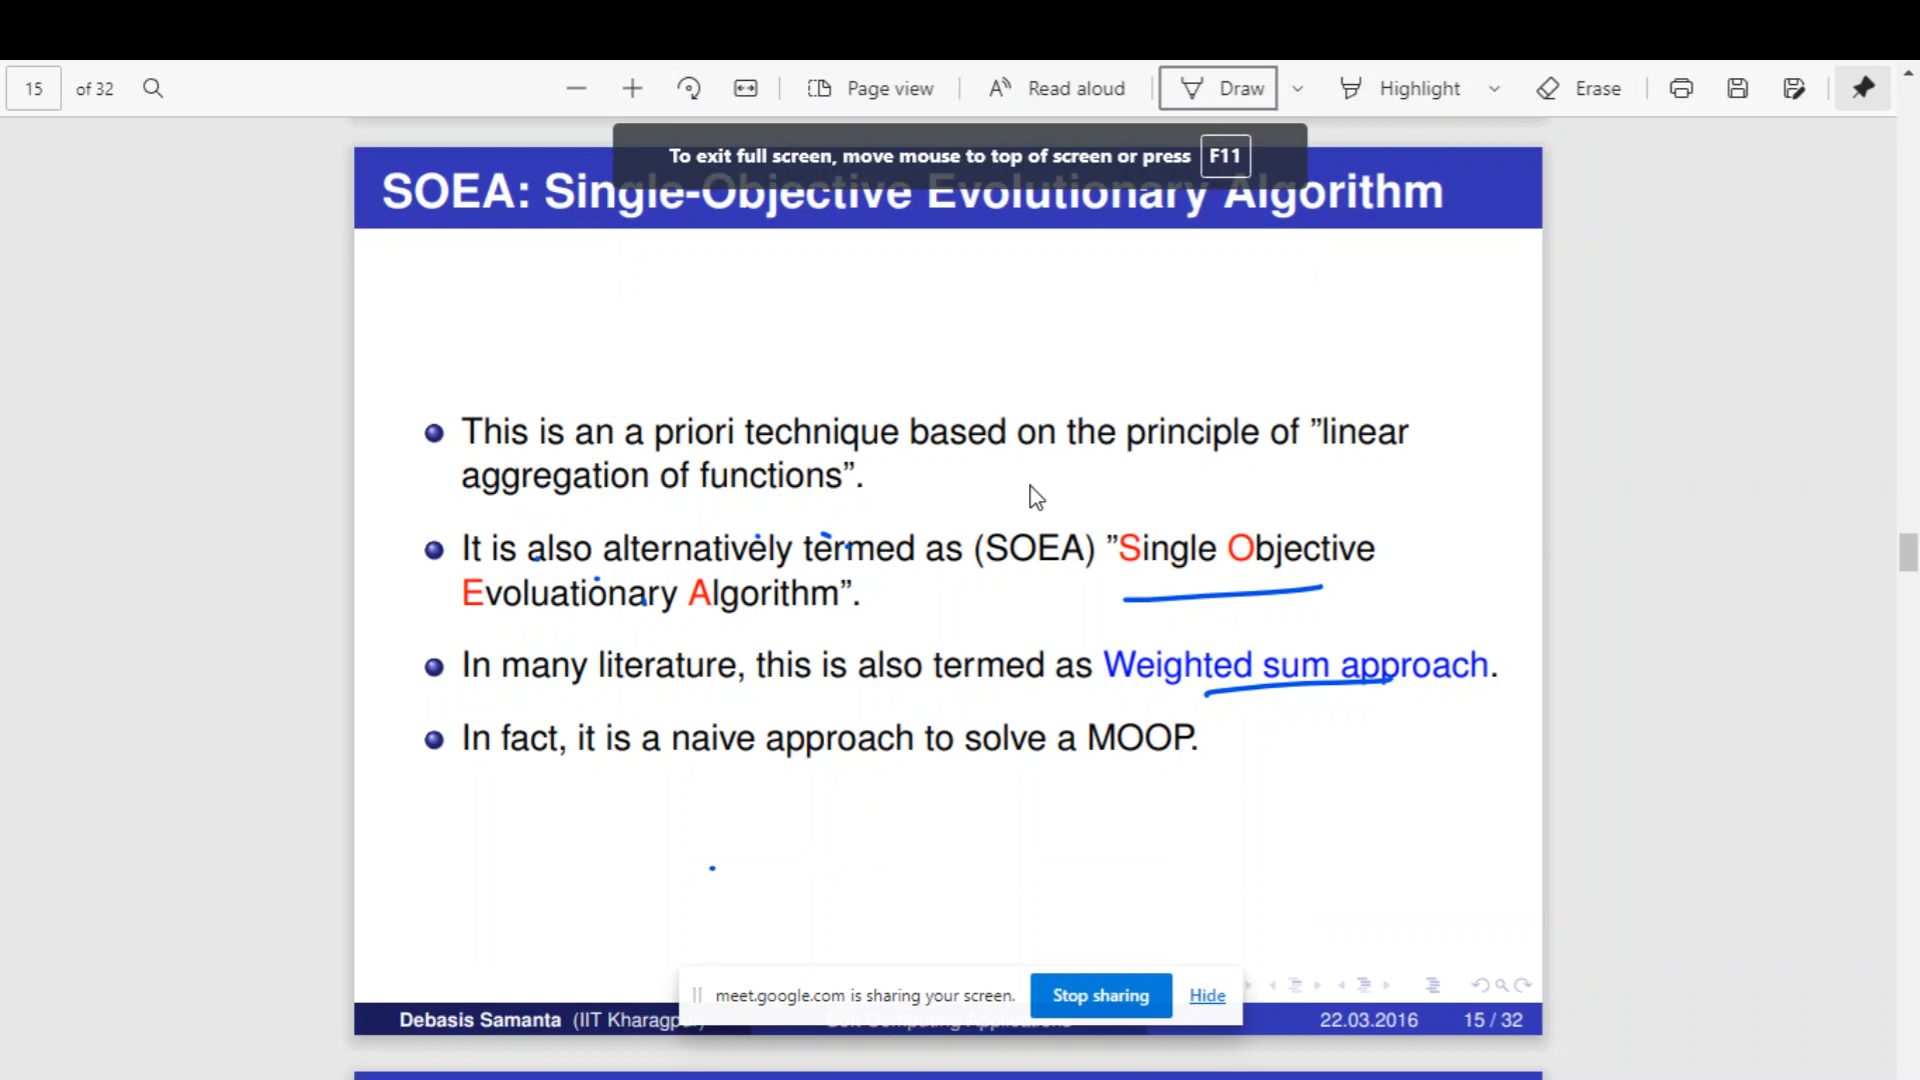 15 of 32 Page view Read aloud Draw Highlight Erase
To exit full screen, move mouse to top of screen or press F11
SOEA: Single-Objective Evolutionary Algorithm
This is an a priori technique based on the principle of ”linear
aggregation of functions”.
It is also alternatively termed as (SOEA) ”Single Objective
Evoluationary Algorithm”.
In many literature, this is also termed as Weighted sum approach.
In fact, it is a naive approach to solve a MOOP.
meet.google.com is sharing your screen. Stop sharing Hide
Debasis Samanta (IIT Kharagpur) Soft Computing Applications 22.03.2016 15 / 32